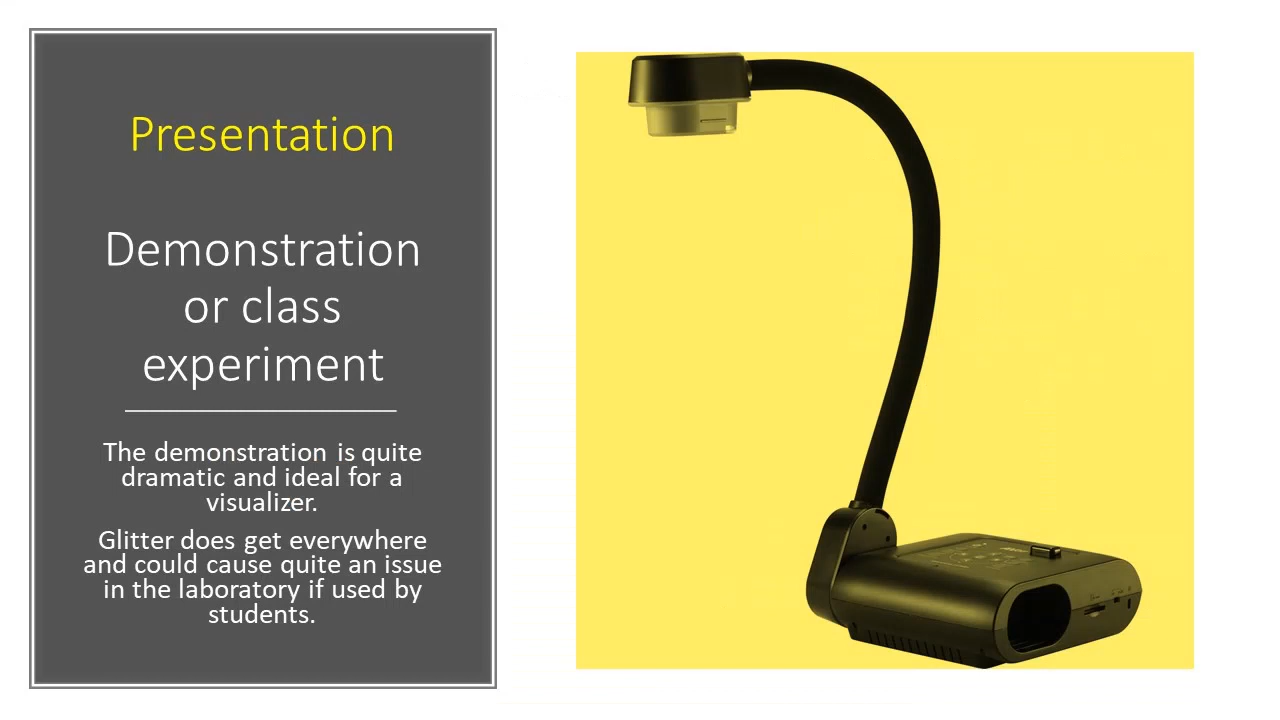 Presentation
Demonstration
or class
experiment
The demonstration is quite
dramatic and ideal for a
visualizer.
Glitter does get everywhere
and could cause quite an issue
in the laboratory if used by
students.